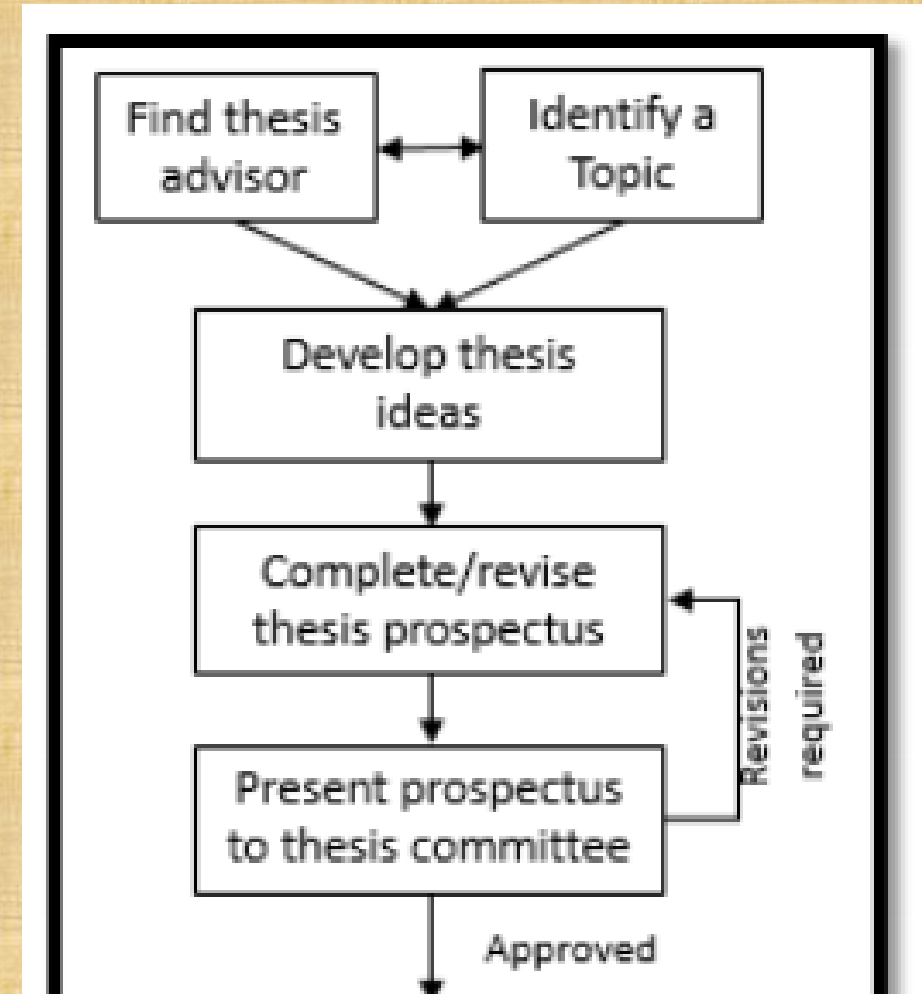 Find thesis
advisor
Identify a
Topic
Develop thesis
ideas
Complete/revise
thesis prospectus
Revisions
required
Present prospectus
to thesis committee
Approved